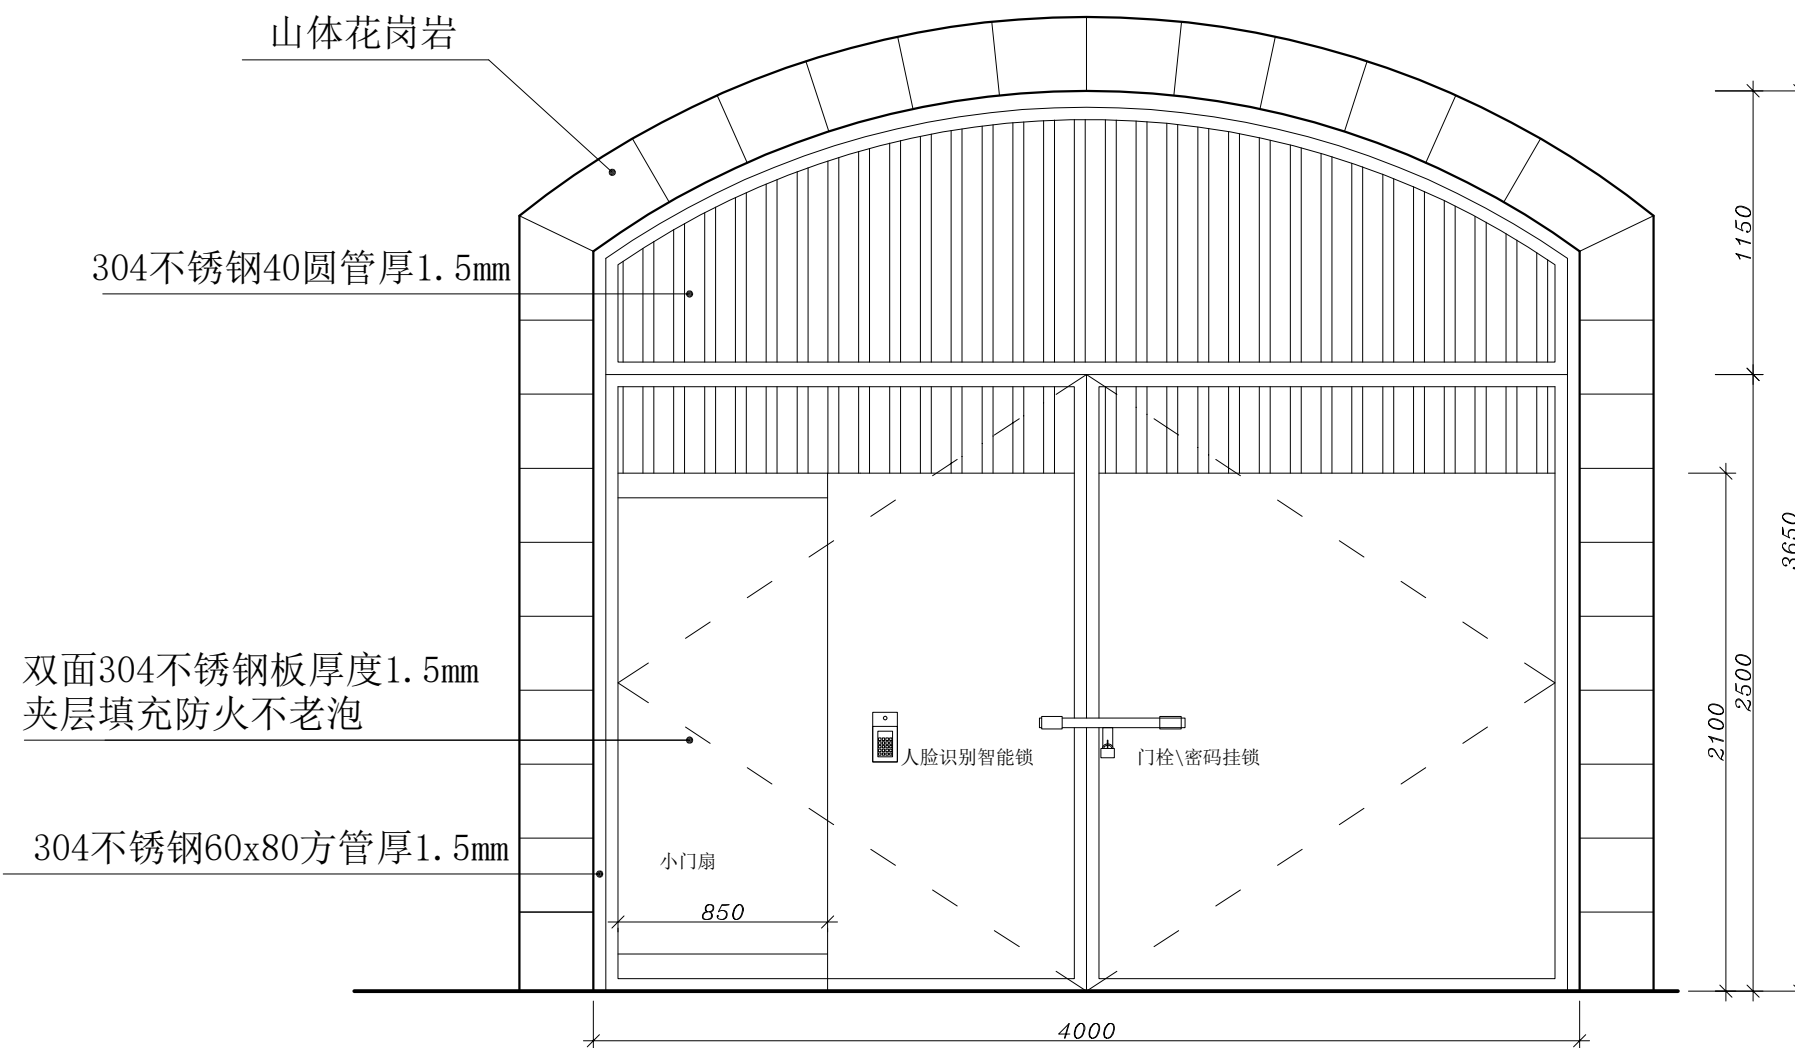 山体花岗岩
304不锈钢40圆管厚1.5mm
1150
3650
双面304不锈钢板厚度1.5mm
夹层填充防火不老泡
2500
2100
人脸识别智能锁
门栓\密码挂锁
304不锈钢60x80方管厚1.5mm
小门扇
850
4000